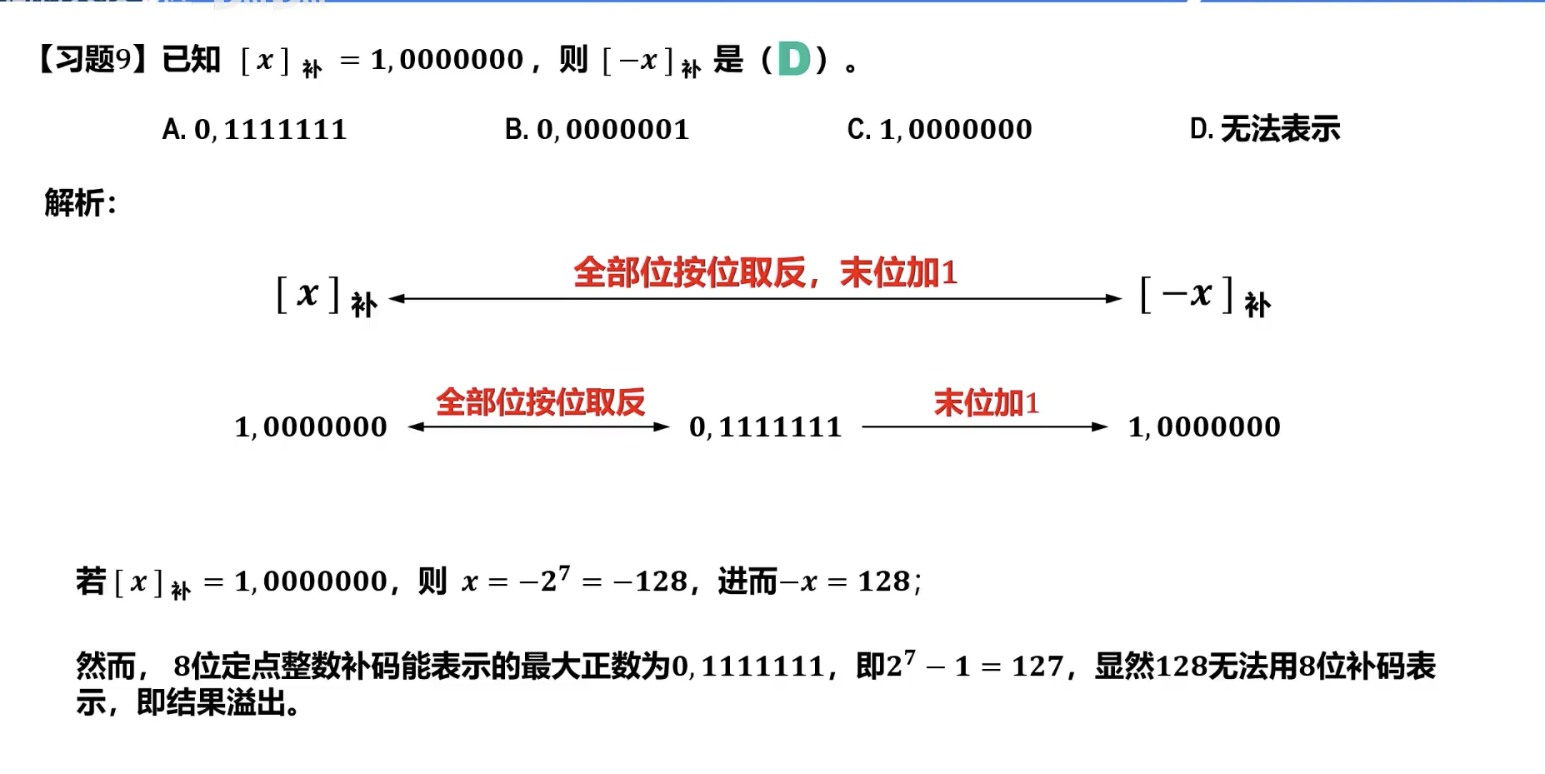 【习题9】已知 [x]补 = 1,0000000，则 [−x]补 是（D）。
A. 0,1111111 B. 0,0000001 C. 1,0000000 D. 无法表示
解析：
全部位按位取反，末位加1
[x]补 [−x]补
全部位按位取反 末位加1
1,0000000 0,1111111 1,0000000
若[x]补 = 1,0000000，则 x = −2⁷ = −128，进而−x = 128；
然而， 8位定点整数补码能表示的最大正数为0,1111111，即2⁷ − 1 = 127，显然128无法用8位补码表
示，即结果溢出。